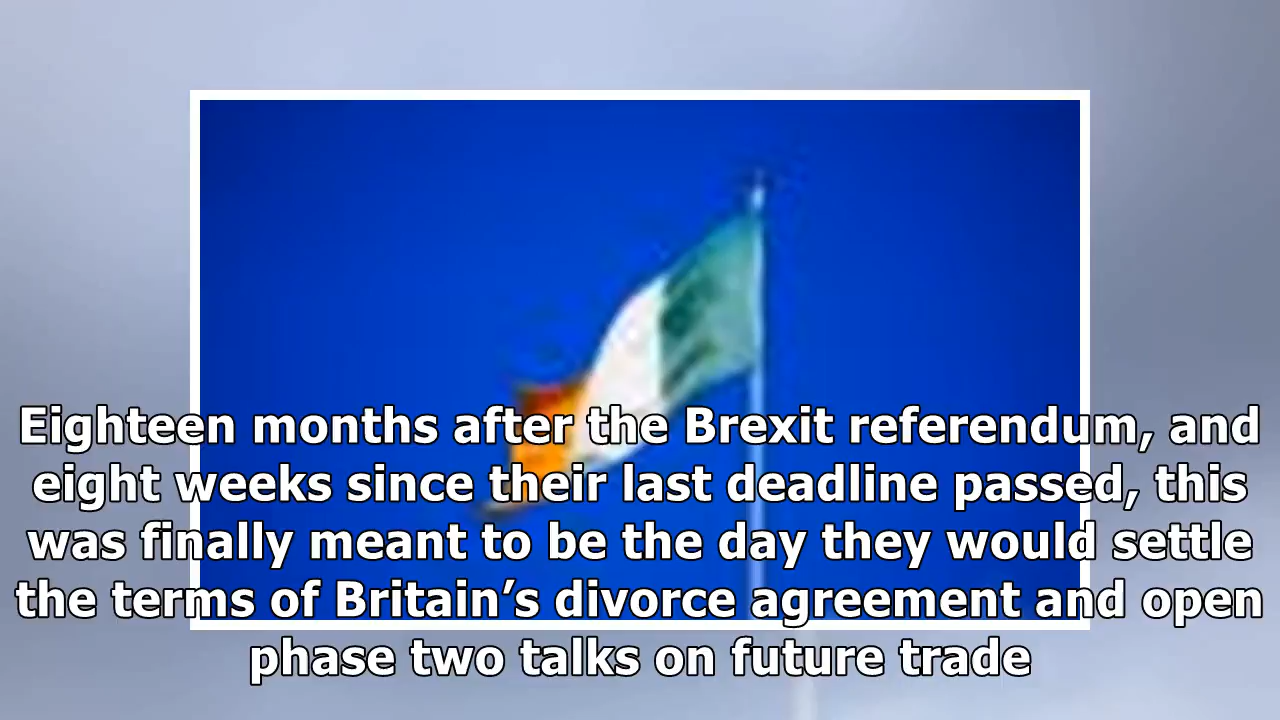 Eighteen months after the Brexit referendum, and
eight weeks since their last deadline passed, this
was finally meant to be the day they would settle
the terms of Britain’s divorce agreement and open
phase two talks on future trade